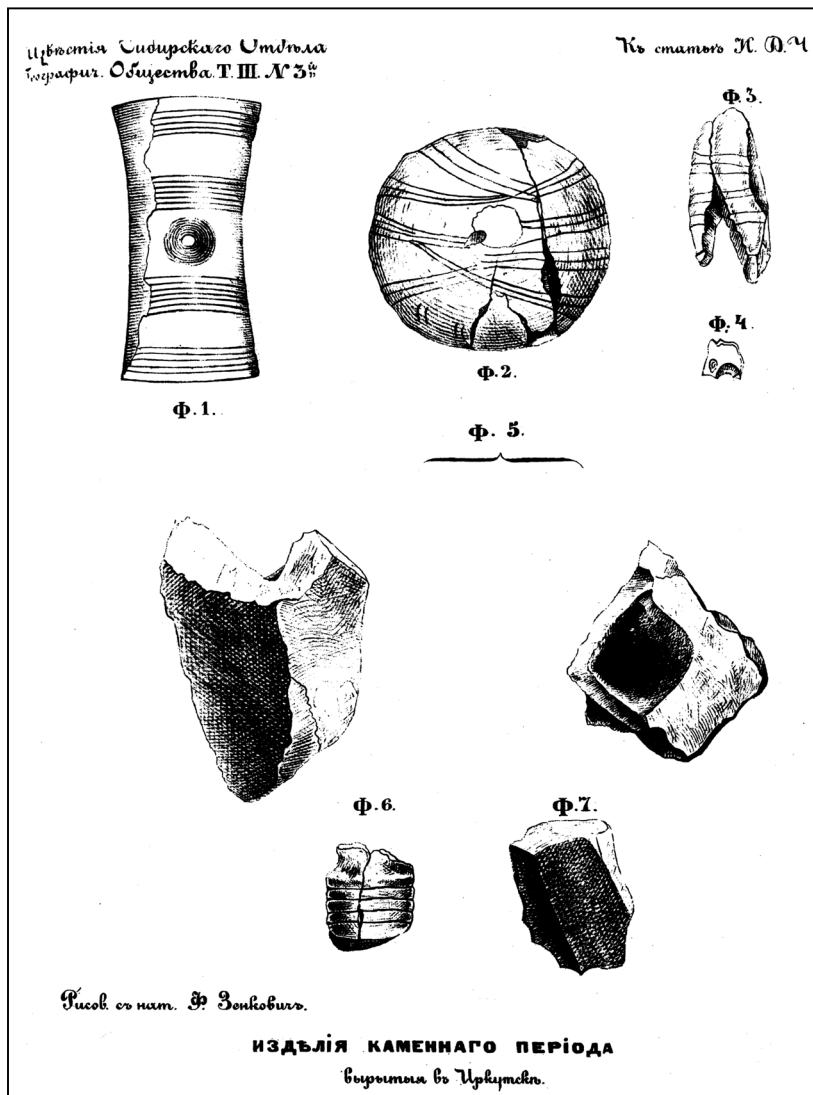 Извѣстія Сибирскаго Отдѣла
Географич. Общества. Т. III. № 3й
Къ статьѣ И. Д. Ч
Ф. 3.
Ф. 4.
Ф. 2.
Ф. 1.
Ф. 5.
Ф. 6.
Ф. 7.
Рисов. съ нат. Ф. Зенковичъ.
ИЗДѢЛІЯ КАМЕННАГО ПЕРІОДА
вырытыя въ Иркутскѣ.